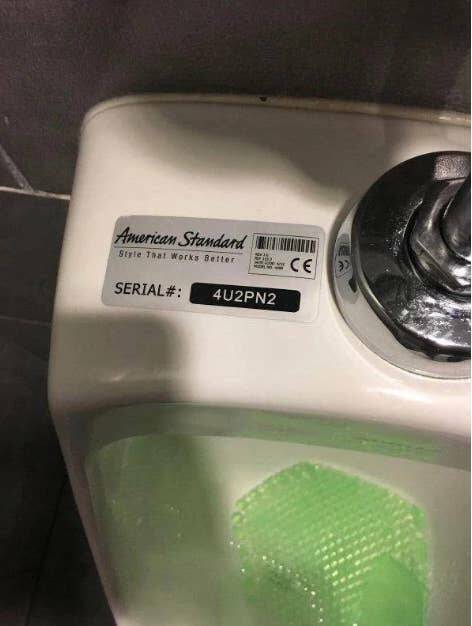 American Standard
Style That Works Better
CE
SERIAL#: 4U2PN2